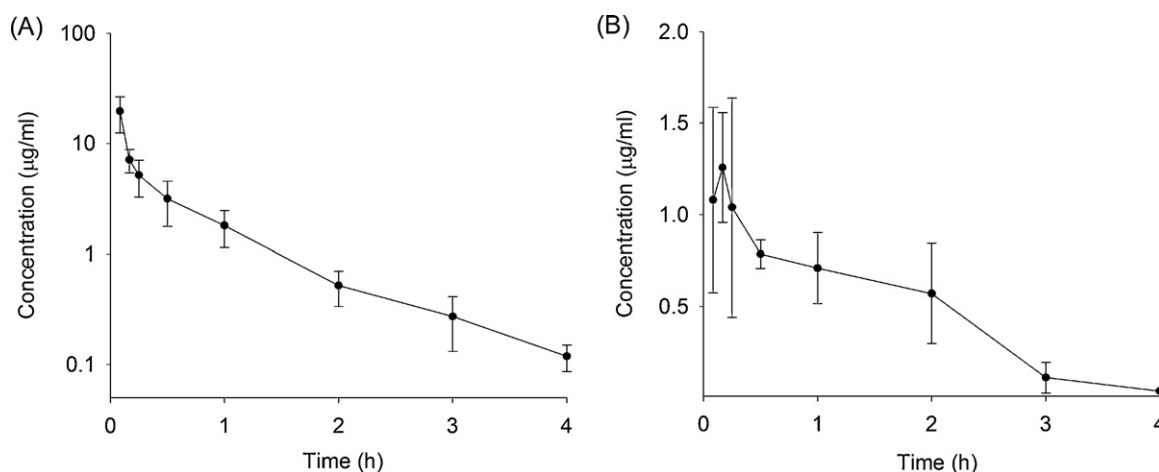 (A)
100
10
1
0.1
Concentration (μg/ml)
0 1 2 3 4
Time (h)
(B)
2.0
1.5
1.0
0.5
Concentration (μg/ml)
0 1 2 3 4
Time (h)